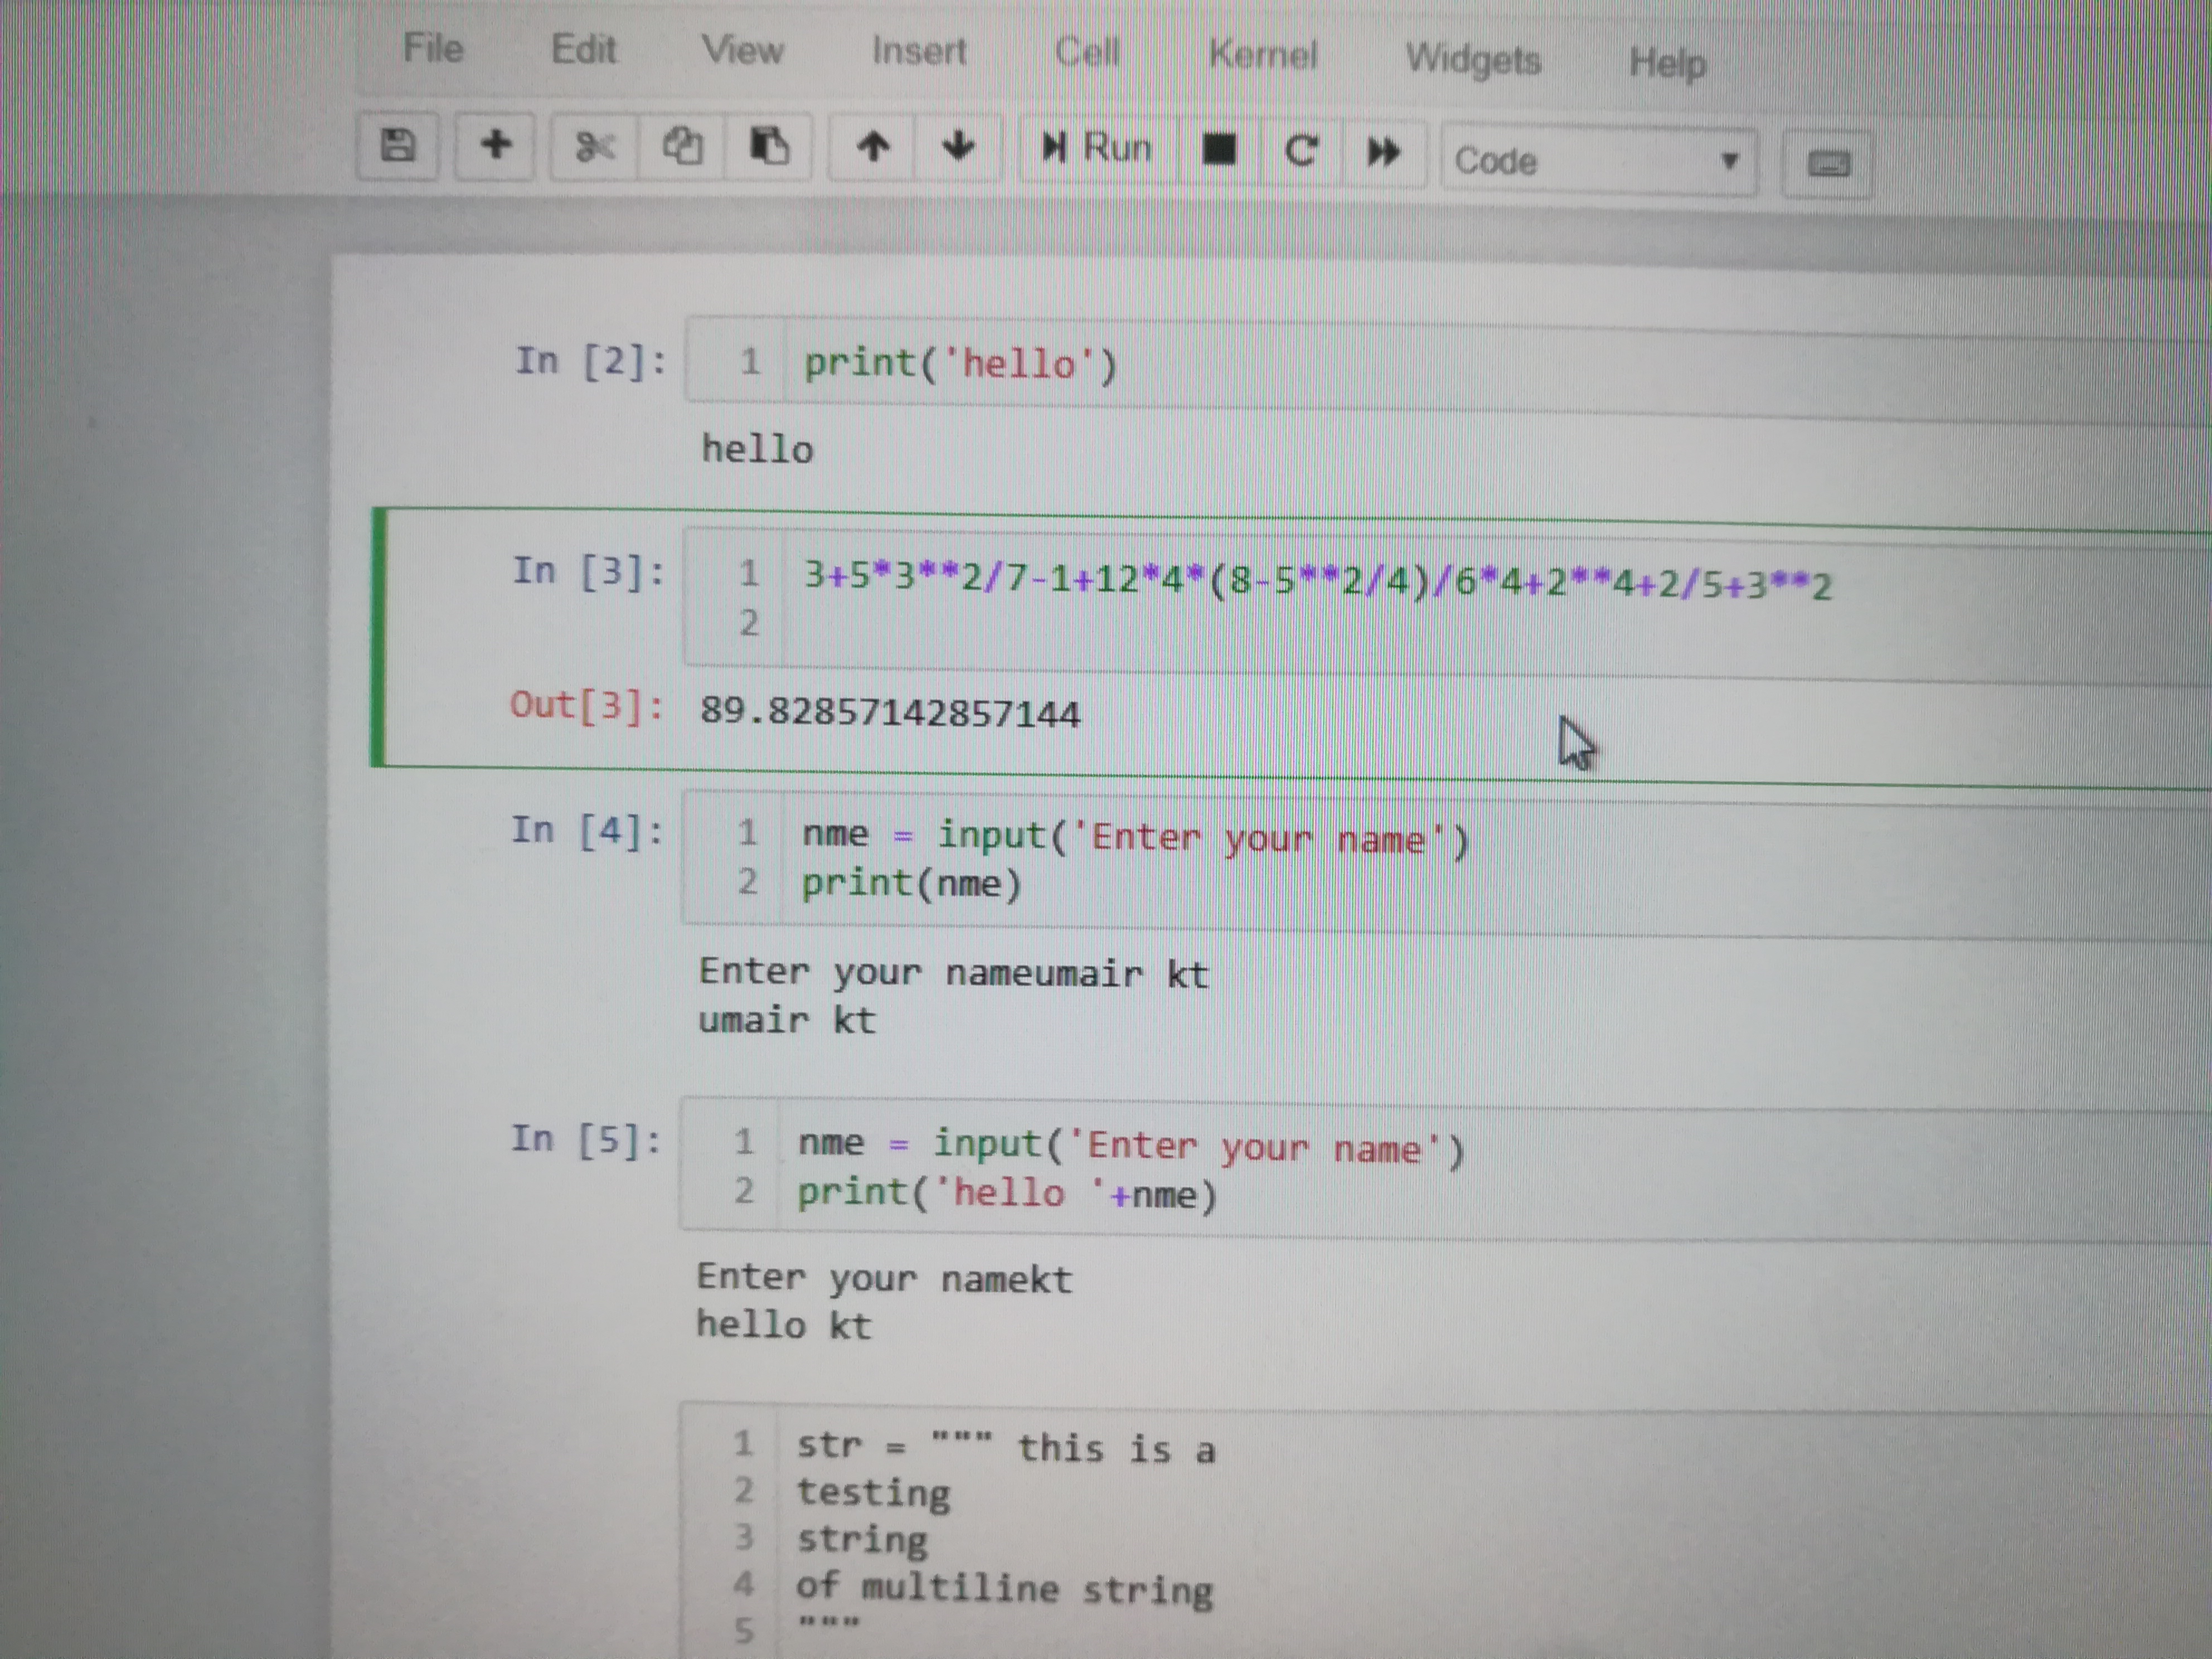 File Edit View Insert Cell Kernel Widgets Help
Run Code
In [2]: 1 print('hello')
hello
In [3]: 1 3+5*3**2/7-1+12*4*(8-5**2/4)/6*4+2**4+2/5+3**2
2
Out[3]: 89.82857142857144
In [4]: 1 nme = input('Enter your name')
2 print(nme)
Enter your nameumair kt
umair kt
In [5]: 1 nme = input('Enter your name')
2 print('hello '+nme)
Enter your namekt
hello kt
1 str = """ this is a
2 testing
3 string
4 of multiline string
5 """